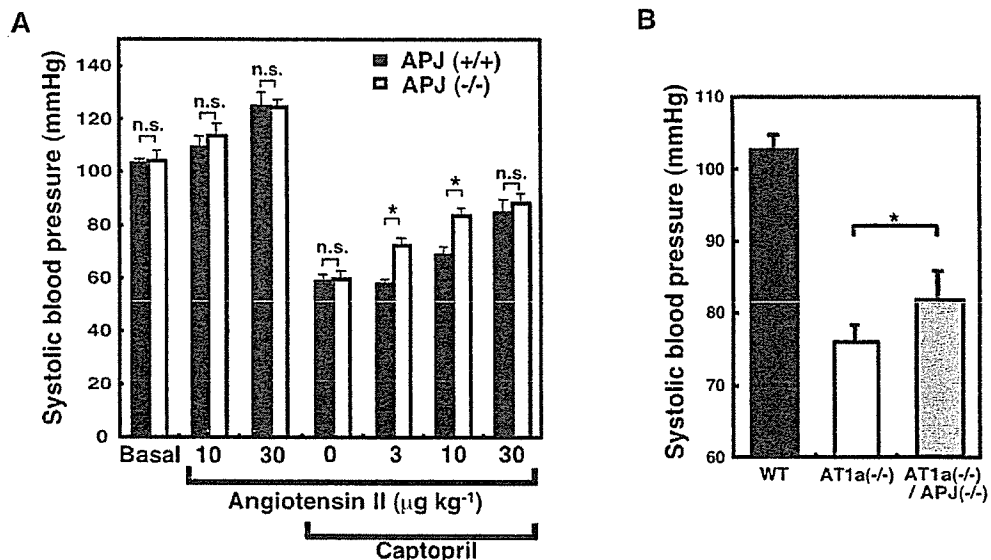 A
Systolic blood pressure (mmHg)
140
120
100
80
60
40
20
0
APJ (+/+)
APJ (-/-)
n.s.
n.s.
n.s.
n.s.
*
*
n.s.
Basal 10 30 0 3 10 30
Angiotensin II (μg kg⁻¹)
Captopril
B
Systolic blood pressure (mmHg)
110
100
90
80
70
60
*
WT AT1a(-/-) AT1a(-/-)
/ APJ(-/-)